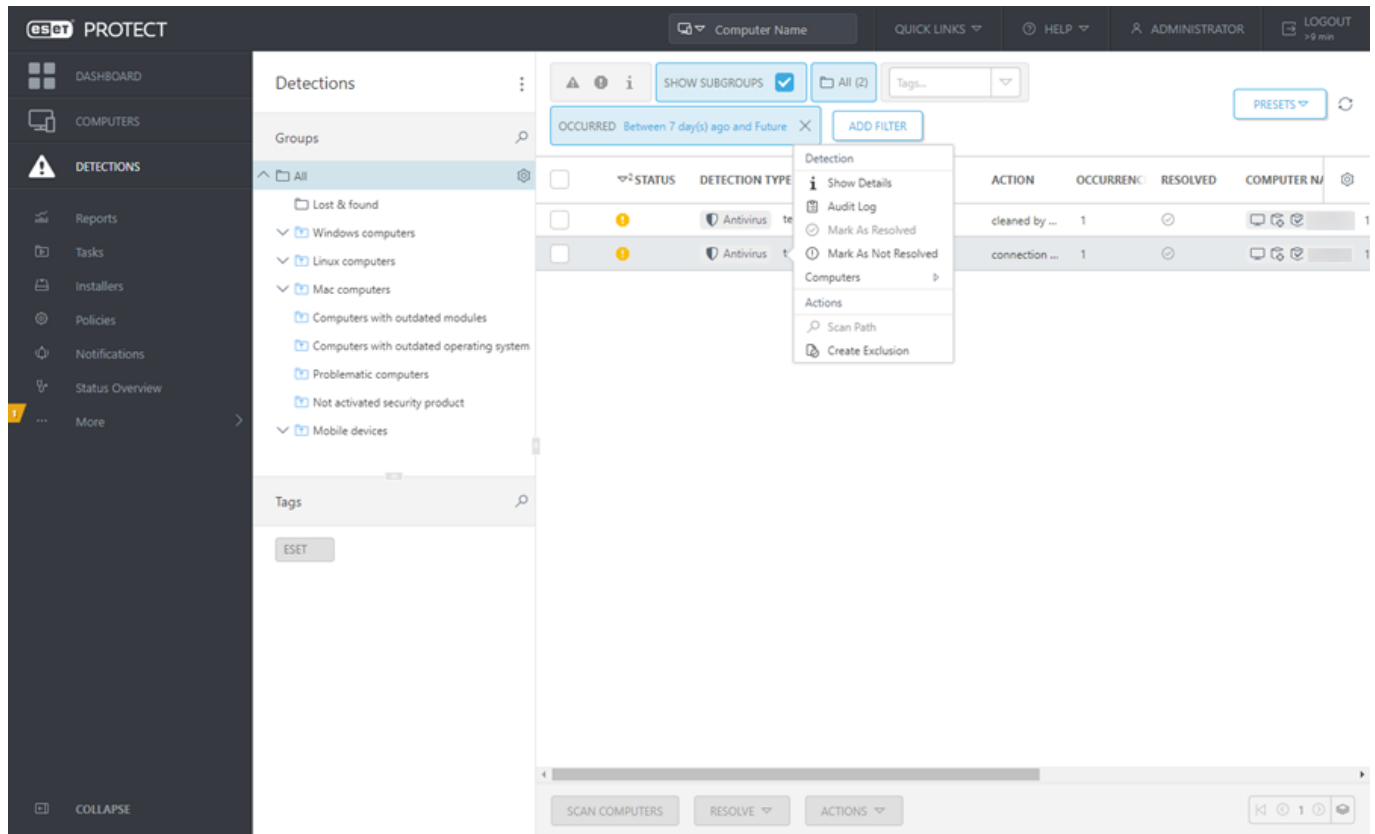 eset PROTECT
Computer Name
QUICK LINKS
HELP
ADMINISTRATOR
LOGOUT
>9 min
DASHBOARD
COMPUTERS
DETECTIONS
Reports
Tasks
Installers
Policies
Notifications
Status Overview
1
More
COLLAPSE
Detections
Groups
All
Lost & found
Windows computers
Linux computers
Mac computers
Computers with outdated modules
Computers with outdated operating system
Problematic computers
Not activated security product
Mobile devices
Tags
ESET
SHOW SUBGROUPS
All (2)
Tags...
PRESETS
OCCURRED Between 7 day(s) ago and Future
ADD FILTER
2 STATUS DETECTION TYPE ACTION OCCURRENC RESOLVED COMPUTER NA
Antivirus te cleaned by ... 1 1
Antivirus t connection ... 1 1
Detection
Show Details
Audit Log
Mark As Resolved
Mark As Not Resolved
Computers
Actions
Scan Path
Create Exclusion
SCAN COMPUTERS
RESOLVE
ACTIONS
1